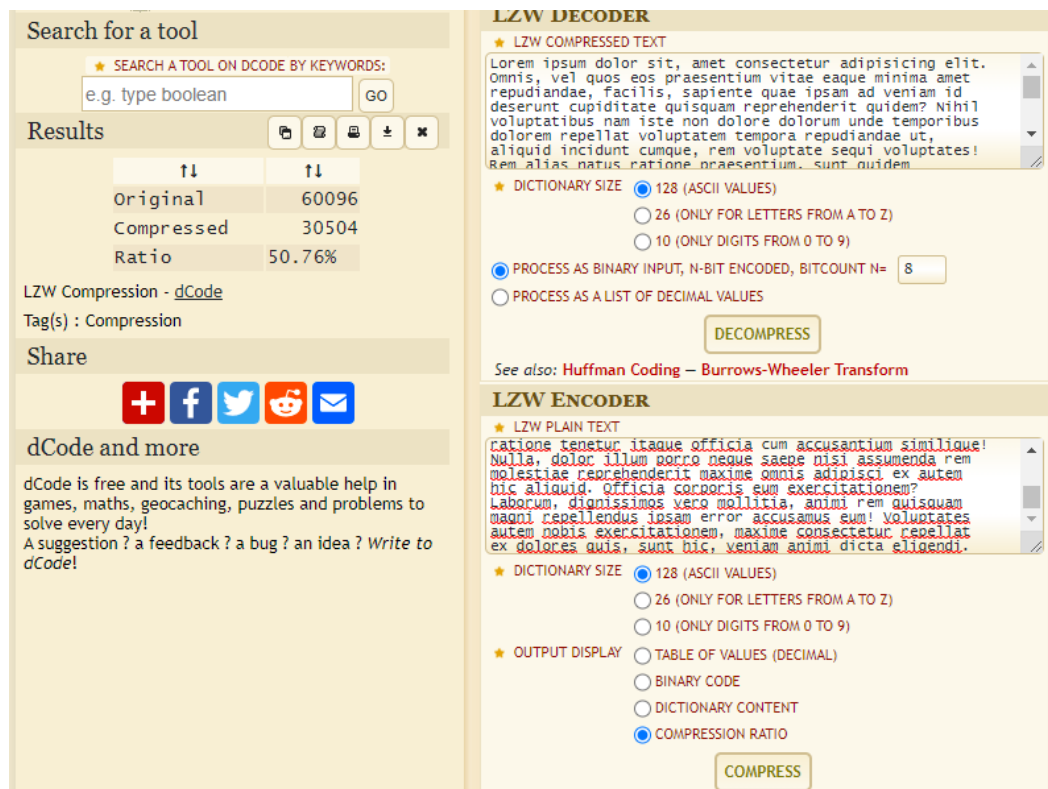 Search for a tool
★ SEARCH A TOOL ON DCODE BY KEYWORDS:
e.g. type boolean
GO
Results
↑↓ ↑↓
Original 60096
Compressed 30504
Ratio 50.76%
LZW Compression - dCode
Tag(s) : Compression
Share
dCode and more
dCode is free and its tools are a valuable help in
games, maths, geocaching, puzzles and problems to
solve every day!
A suggestion ? a feedback ? a bug ? an idea ? Write to
dCode!
LZW DECODER
★ LZW COMPRESSED TEXT
Lorem ipsum dolor sit, amet consectetur adipisicing elit.
Omnis, vel quos eos praesentium vitae eaque minima amet
repudiandae, facilis, sapiente quae ipsam ad veniam id
deserunt cupiditate quisquam reprehenderit quidem? Nihil
voluptatibus nam iste non dolore dolorum unde temporibus
dolorem repellat voluptatem tempora repudiandae ut,
aliquid incidunt cumque, rem voluptate sequi voluptates!
Rem alias natus ratione praesentium, sunt quidem
★ DICTIONARY SIZE
128 (ASCII VALUES)
26 (ONLY FOR LETTERS FROM A TO Z)
10 (ONLY DIGITS FROM 0 TO 9)
PROCESS AS BINARY INPUT, N-BIT ENCODED, BITCOUNT N= 8
PROCESS AS A LIST OF DECIMAL VALUES
DECOMPRESS
See also: Huffman Coding – Burrows-Wheeler Transform
LZW ENCODER
★ LZW PLAIN TEXT
ratione tenetur itaque officia cum accusantium similique!
Nulla, dolor illum porro neque saepe nisi assumenda rem
molestiae reprehenderit maxime omnis adipisci ex autem
hic aliquid. Officia corporis eum exercitationem?
Laborum, dignissimos vero mollitia, animi rem quisquam
magni repellendus ipsam error accusamus eum! Voluptates
autem nobis exercitationem, maxime consectetur repellat
ex dolores quis, sunt hic, veniam animi dicta eligendi.
★ DICTIONARY SIZE
128 (ASCII VALUES)
26 (ONLY FOR LETTERS FROM A TO Z)
10 (ONLY DIGITS FROM 0 TO 9)
★ OUTPUT DISPLAY
TABLE OF VALUES (DECIMAL)
BINARY CODE
DICTIONARY CONTENT
COMPRESSION RATIO
COMPRESS